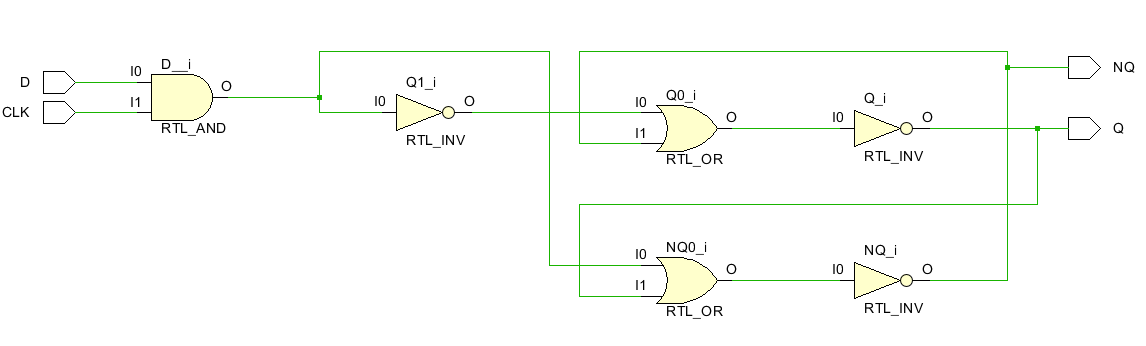 D
CLK
I0
I1
D__i
O
RTL_AND
I0
Q1_i
O
RTL_INV
I0
I1
Q0_i
O
RTL_OR
I0
Q_i
O
RTL_INV
NQ
Q
I0
I1
NQ0_i
O
RTL_OR
I0
NQ_i
O
RTL_INV